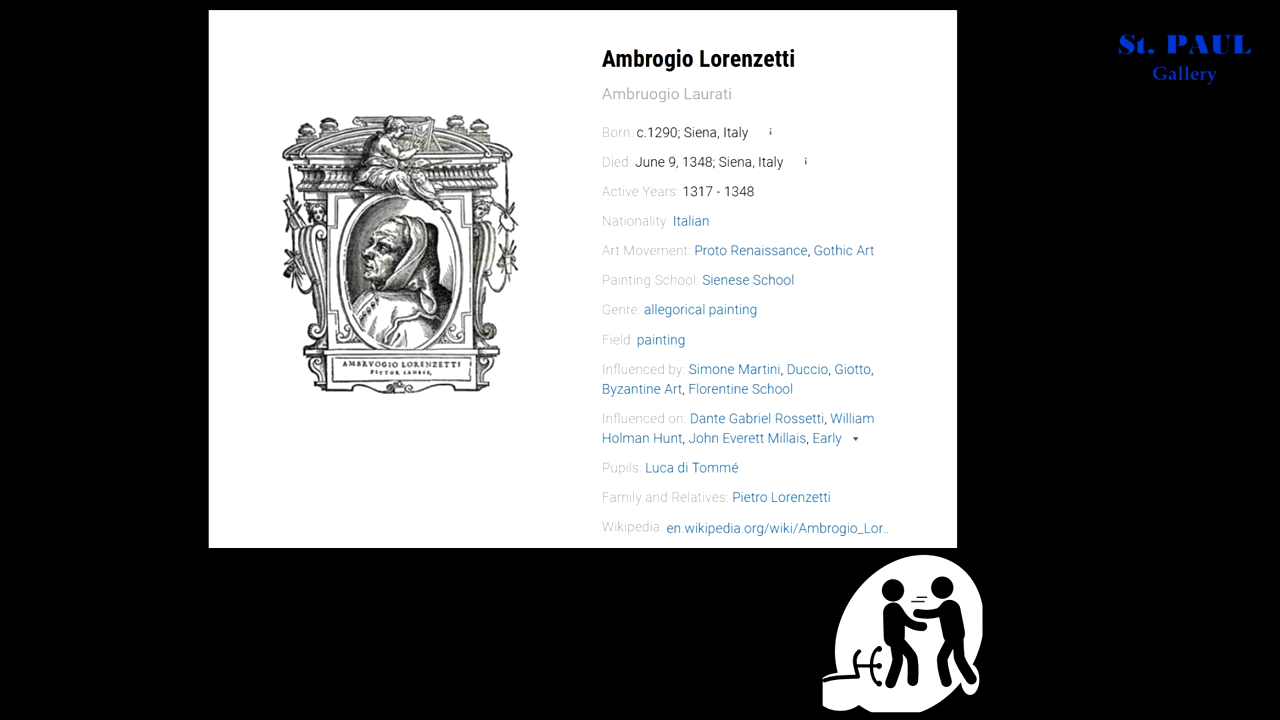 St. PAUL
Gallery
Ambrogio Lorenzetti
Ambruogio Laurati
Born: c.1290; Siena, Italy
Died: June 9, 1348; Siena, Italy
Active Years: 1317 - 1348
Nationality: Italian
Art Movement: Proto Renaissance, Gothic Art
Painting School: Sienese School
Genre: allegorical painting
Field: painting
Influenced by: Simone Martini, Duccio, Giotto,
Byzantine Art, Florentine School
Influenced on: Dante Gabriel Rossetti, William
Holman Hunt, John Everett Millais, Early
Pupils: Luca di Tommé
Family and Relatives: Pietro Lorenzetti
Wikipedia: en.wikipedia.org/wiki/Ambrogio_Lor..
AMBRVOGIO LORENZETTI
PITTOR SANESE.